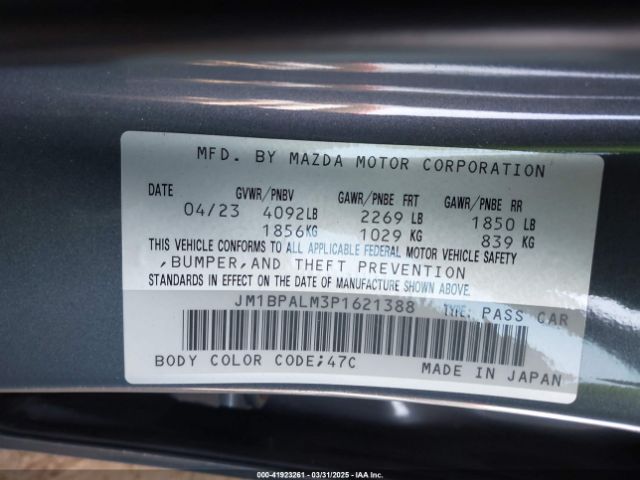 MFD. BY MAZDA MOTOR CORPORATION
DATE GVWR/PNBV GAWR/PNBE FRT GAWR/PNBE RR
04/23 4092LB 2269 LB 1850 LB
1856KG 1029 KG 839 KG
THIS VEHICLE CONFORMS TO ALL APPLICABLE FEDERAL MOTOR VEHICLE SAFETY
,BUMPER,AND THEFT PREVENTION
STANDARDS IN EFFECT ON THE DATE OF MANUFACTURE SHOWN ABOVE.
JM1BPALM3P1621388 TYPE: PASS CAR
BODY COLOR CODE;47C MADE IN JAPAN
000-41923261 - 03/31/2025 - IAAI.COM - Copyright IAA, Inc.